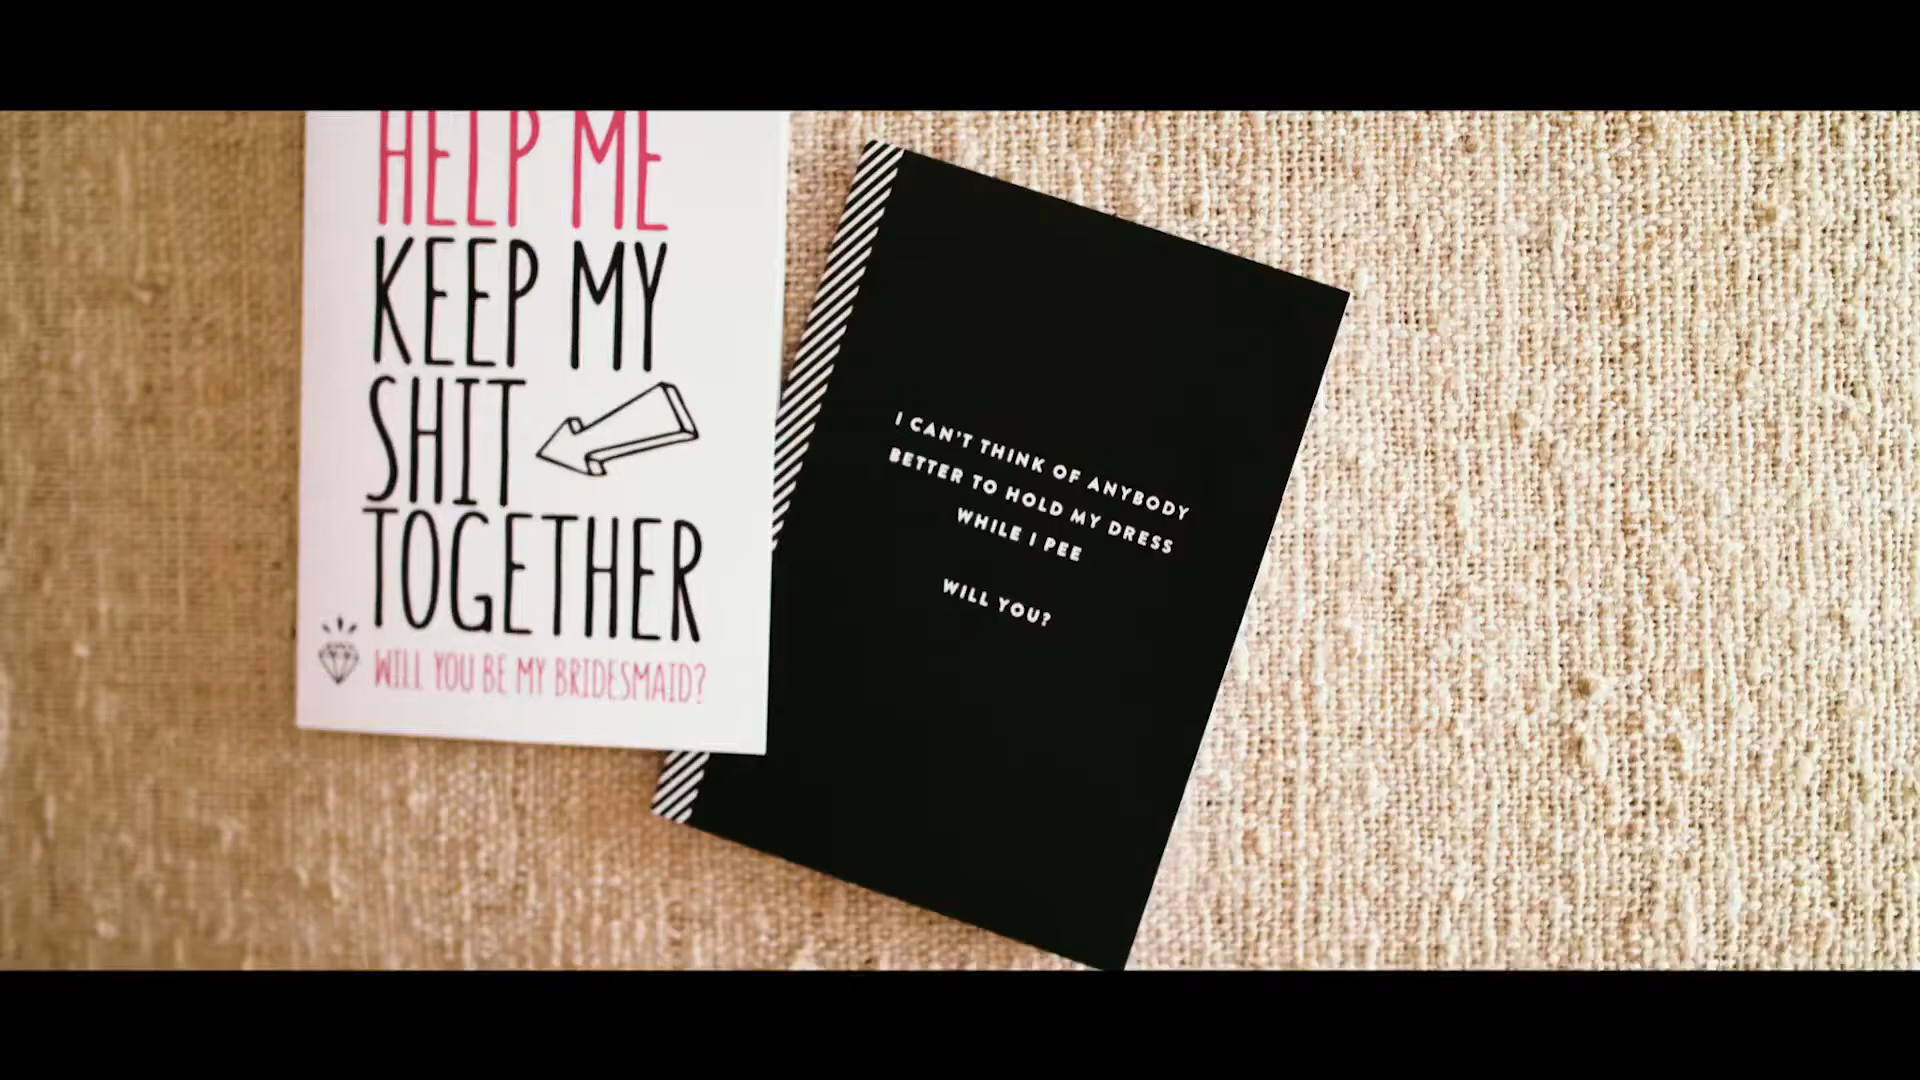 HELP ME
KEEP MY
SHIT
TOGETHER
WILL YOU BE MY BRIDESMAID?
I CAN'T THINK OF ANYBODY
BETTER TO HOLD MY DRESS
WHILE I PEE
WILL YOU?